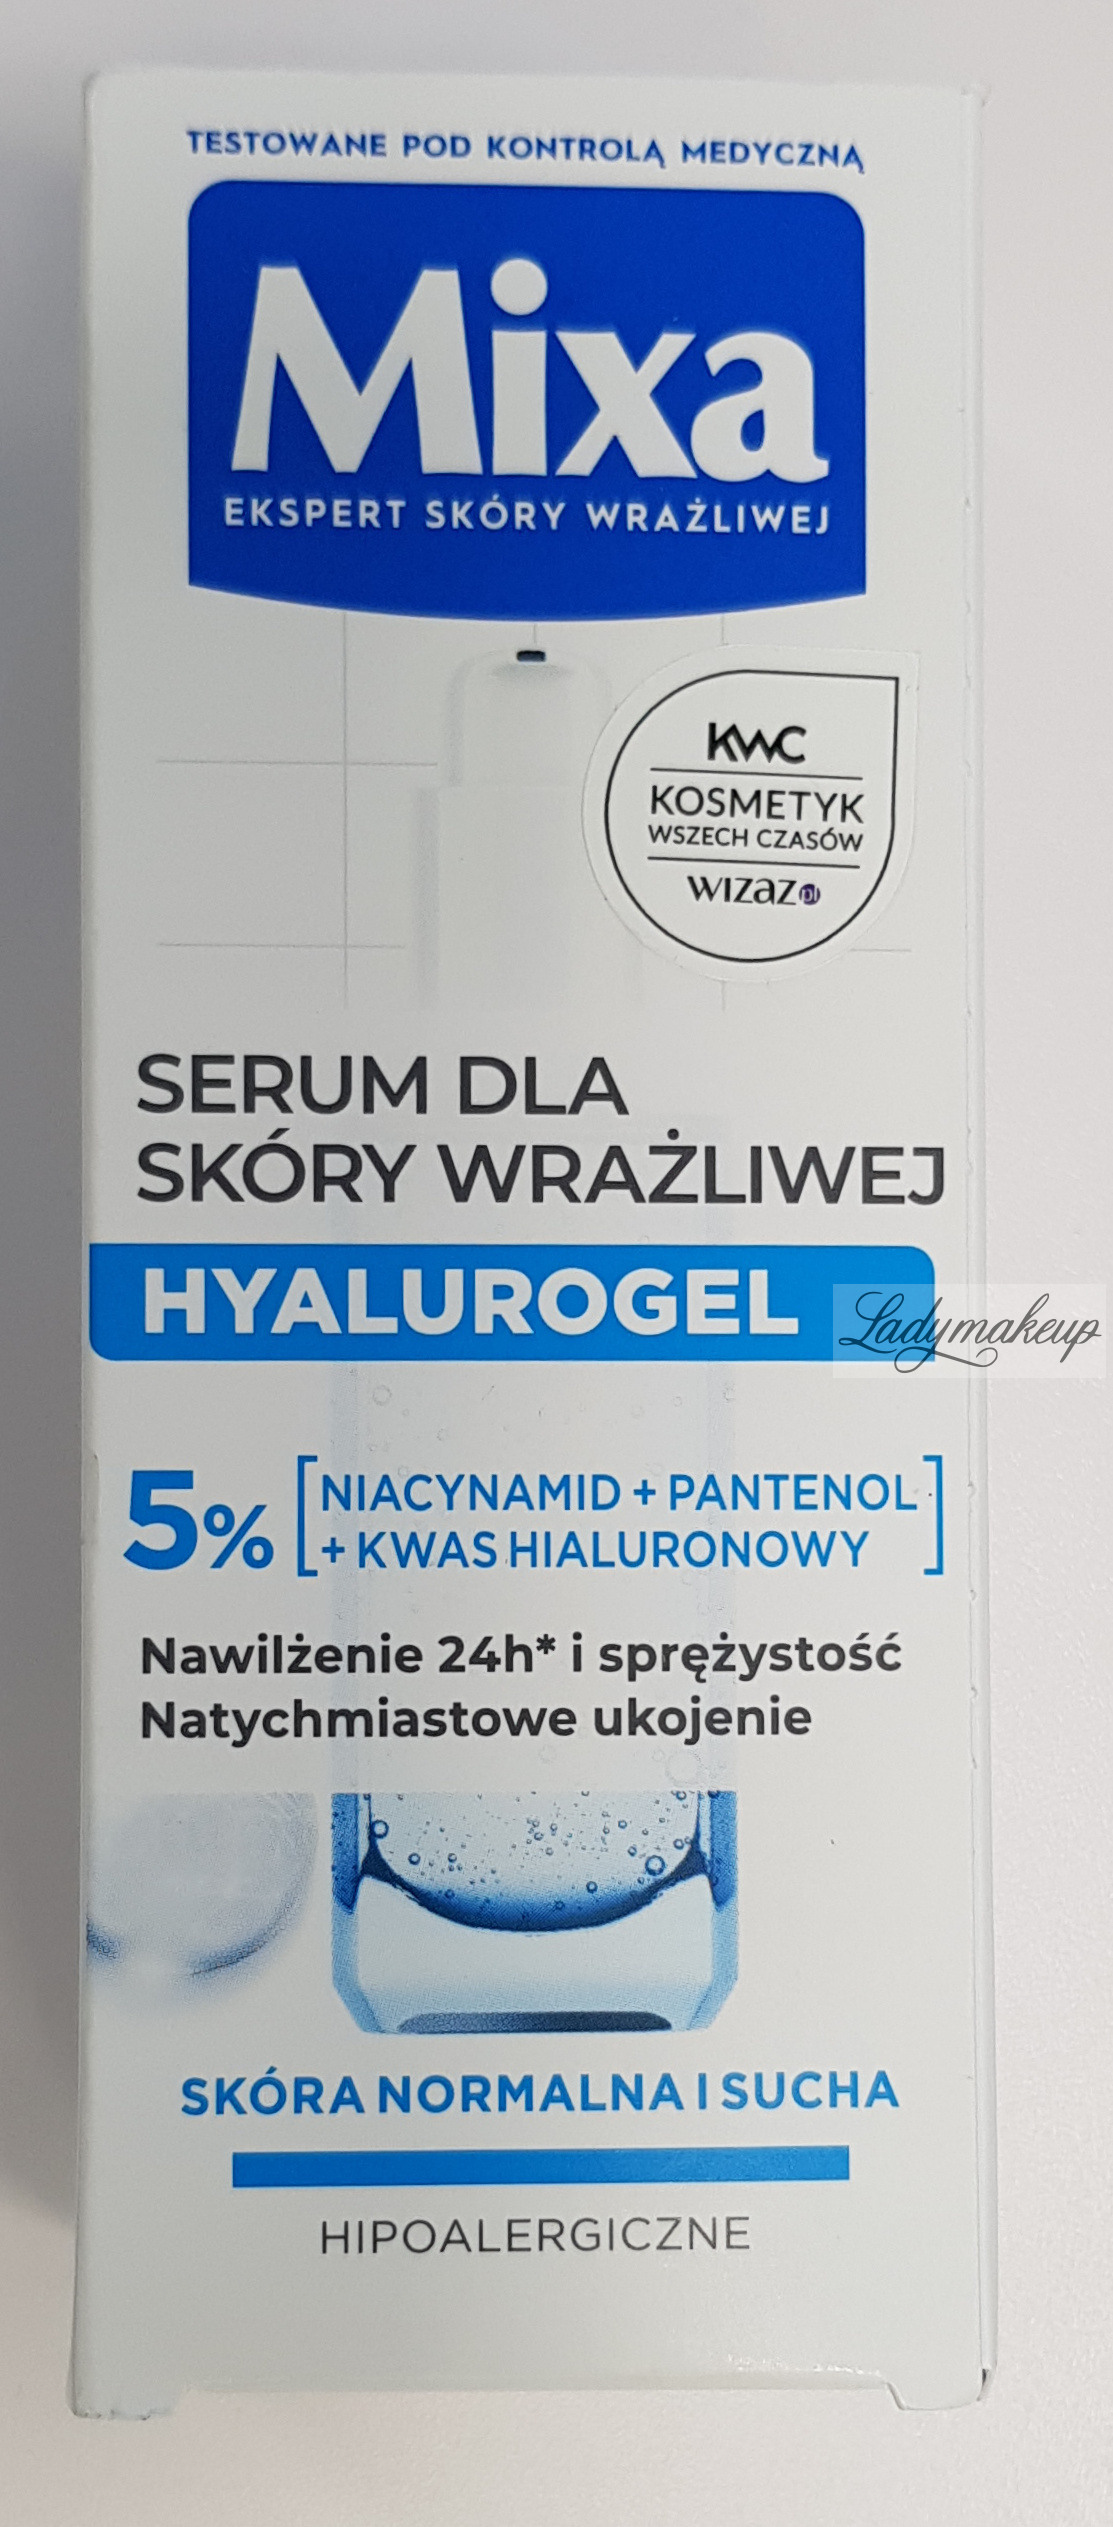 TESTOWANE POD KONTROLĄ MEDYCZNĄ
Mixa
EKSPERT SKÓRY WRAŻLIWEJ
KWC
KOSMETYK
WSZECH CZASÓW
wizaz.pl
SERUM DLA
SKÓRY WRAŻLIWEJ
HYALUROGEL
Ladymakeup
5% [NIACYNAMID + PANTENOL
+ KWAS HIALURONOWY]
Nawilżenie 24h* i sprężystość
Natychmiastowe ukojenie
SKÓRA NORMALNA I SUCHA
HIPOALERGICZNE